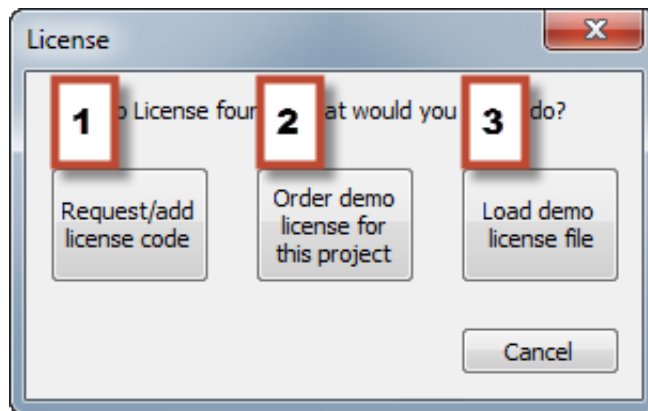 License
License four
at would you
do?
1
2
3
Request/add
license code
Order demo
license for
this project
Load demo
license file
Cancel